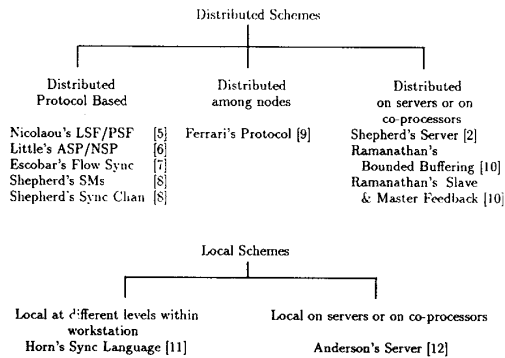 Distributed Schemes
Distributed
Protocol Based
Nicolaou's LSF/PSF [5]
Little's ASP/NSP [6]
Escobar's Flow Sync [7]
Shepherd's SMs [8]
Shepherd's Sync Chan [8]
Distributed
among nodes
Ferrari's Protocol [9]
Distributed
on servers or on
co-processors
Shepherd's Server [2]
Ramanathan's
Bounded Buffering [10]
Ramanathan's Slave
& Master Feedback [10]
Local Schemes
Local at different levels within
workstation
Horn's Sync Language [11]
Local on servers or on co-processors
Anderson's Server [12]